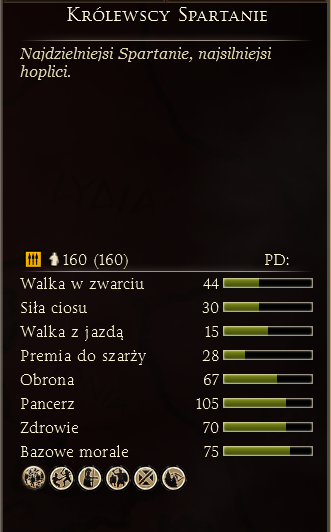 Królewscy Spartanie
Najdzielniejsi Spartanie, najsilniejsi
hoplici.
160 (160) PD:
Walka w zwarciu 44
Siła ciosu 30
Walka z jazdą 15
Premia do szarży 28
Obrona 67
Pancerz 105
Zdrowie 70
Bazowe morale 75